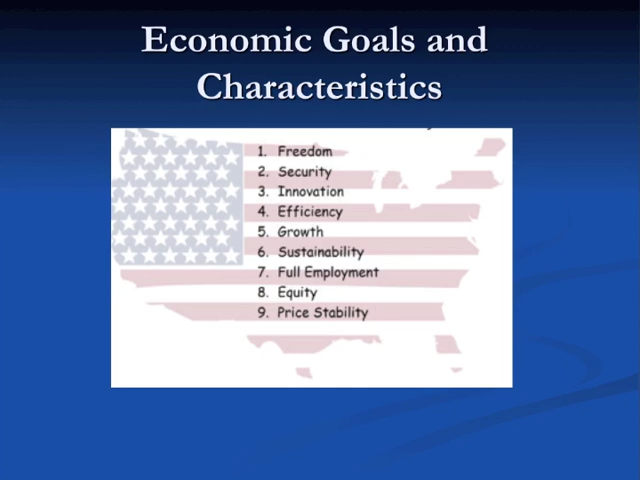 Economic Goals and
Characteristics
1. Freedom
2. Security
3. Innovation
4. Efficiency
5. Growth
6. Sustainability
7. Full Employment
8. Equity
9. Price Stability